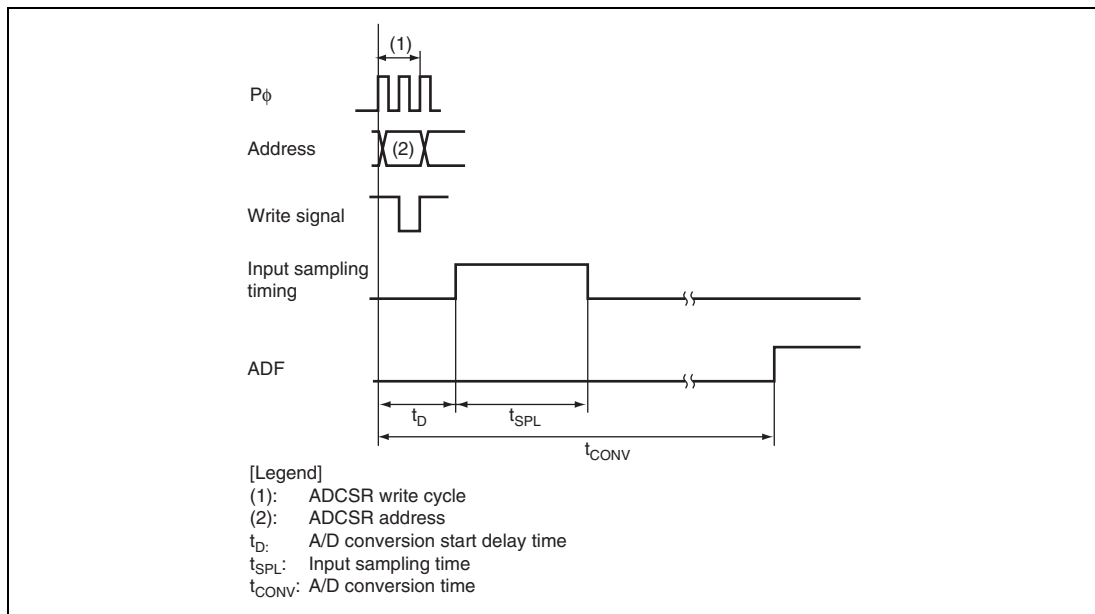 (1)
Pϕ
Address
(2)
Write signal
Input sampling
timing
ADF
tD
tSPL
tCONV
[Legend]
(1): ADCSR write cycle
(2): ADCSR address
tD: A/D conversion start delay time
tSPL: Input sampling time
tCONV: A/D conversion time